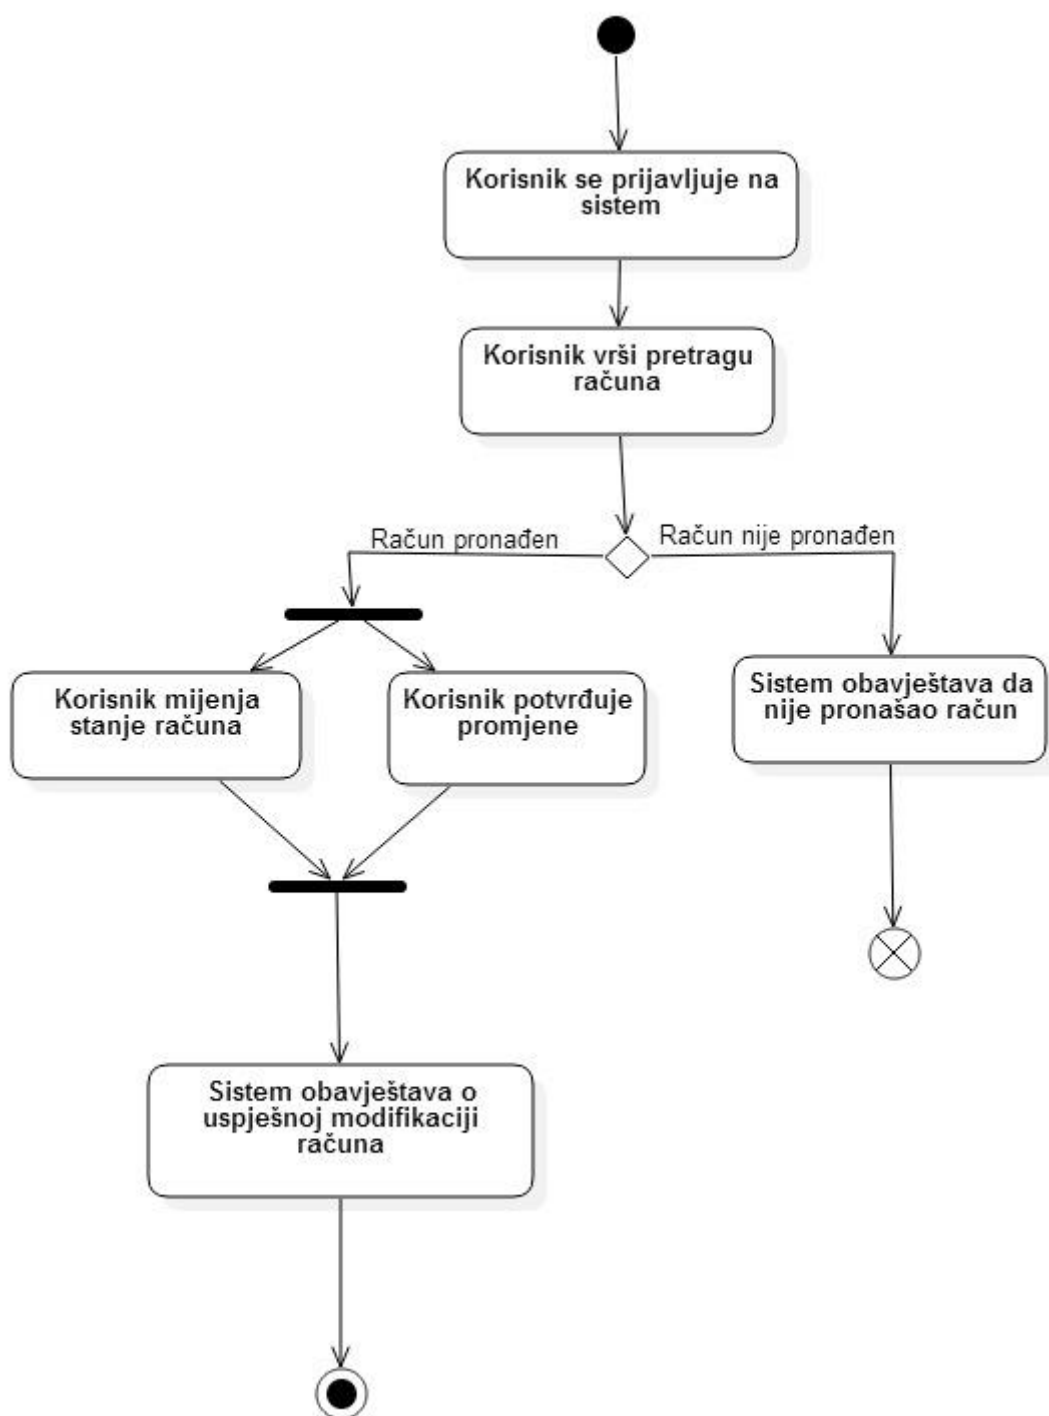 Korisnik se prijavljuje na
sistem
Korisnik vrši pretragu
računa
Račun pronađen
Račun nije pronađen
Korisnik mijenja
stanje računa
Korisnik potvrđuje
promjene
Sistem obavještava da
nije pronašao račun
Sistem obavještava o
uspješnoj modifikaciji
računa